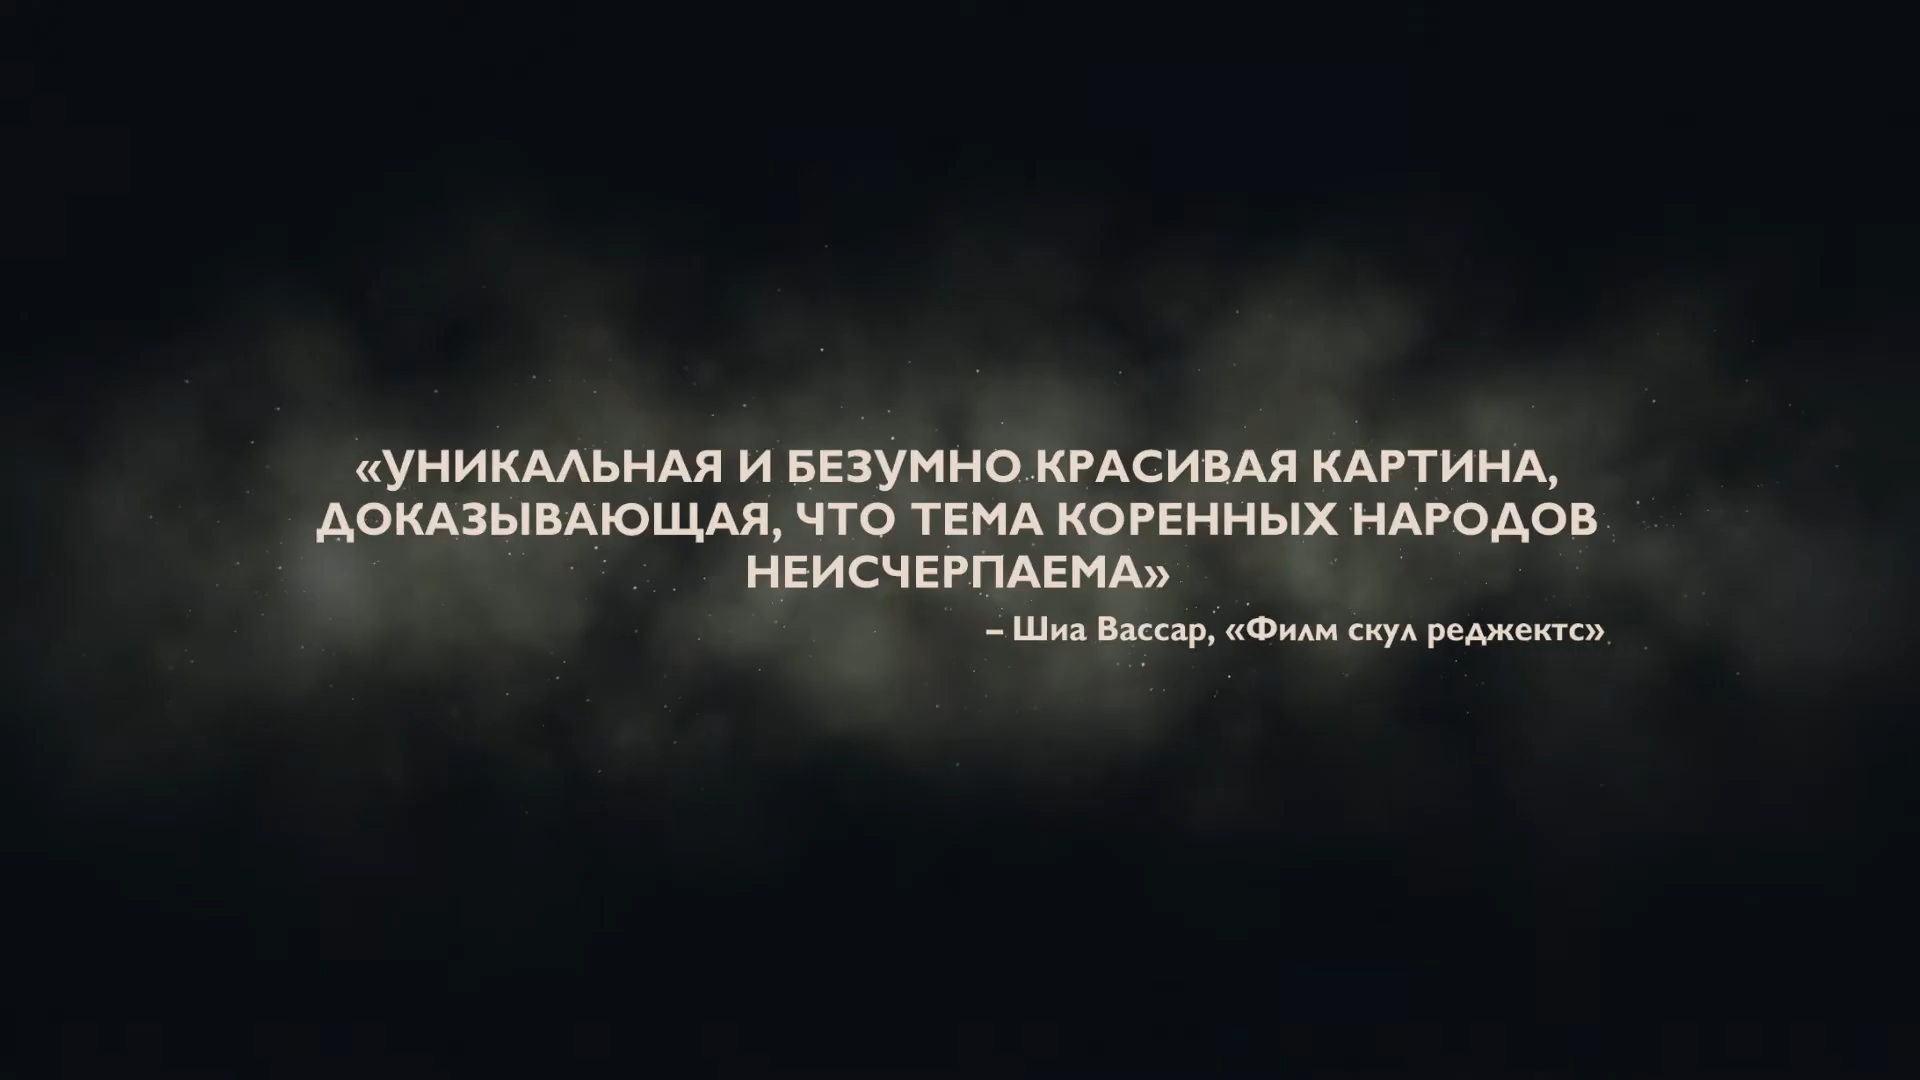 «УНИКАЛЬНАЯ И БЕЗУМНО КРАСИВАЯ КАРТИНА,
ДОКАЗЫВАЮЩАЯ, ЧТО ТЕМА КОРЕННЫХ НАРОДОВ
НЕИСЧЕРПАЕМА»
– Шиа Вассар, «Филм скул реджектс»